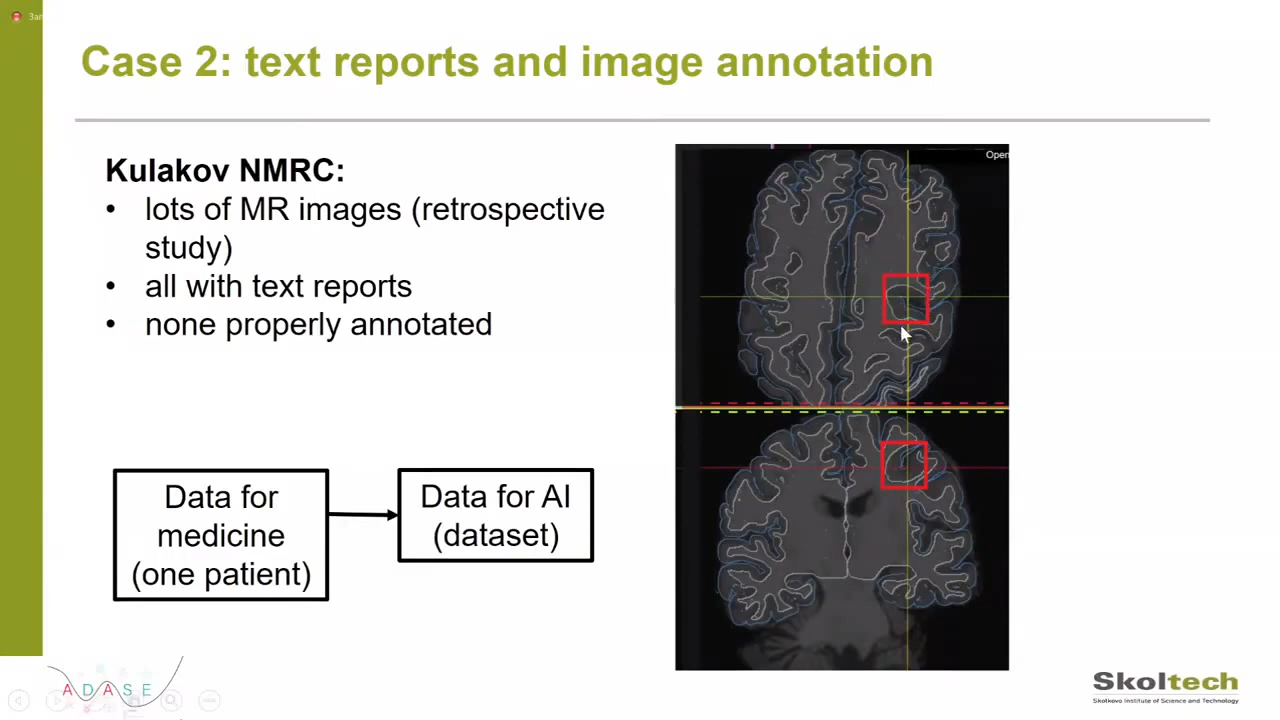 Зап
Case 2: text reports and image annotation
Kulakov NMRC:
• lots of MR images (retrospective
study)
• all with text reports
• none properly annotated
Open
Data for
medicine
(one patient)
Data for AI
(dataset)
ADASE
Skoltech
Skolkovo Institute of Science and Technology